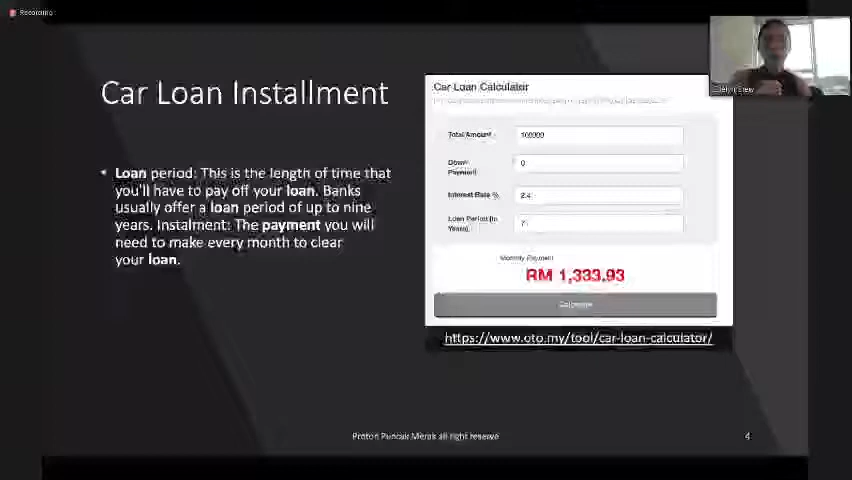 Recording
Car Loan Installment
• Loan period: This is the length of time that
you'll have to pay off your loan. Banks
usually offer a loan period of up to nine
years. Instalment: The payment you will
need to make every month to clear
your loan.
Car Loan Calculator
Total Amount
100000
Down
Payment
0
Interest Rate %
2.4
Loan Period (in
Years)
7
Monthly Payment
RM 1,333.93
Calculate
https://www.oto.my/tool/car-loan-calculator/
Proton Puncak Merak all right reserve
4